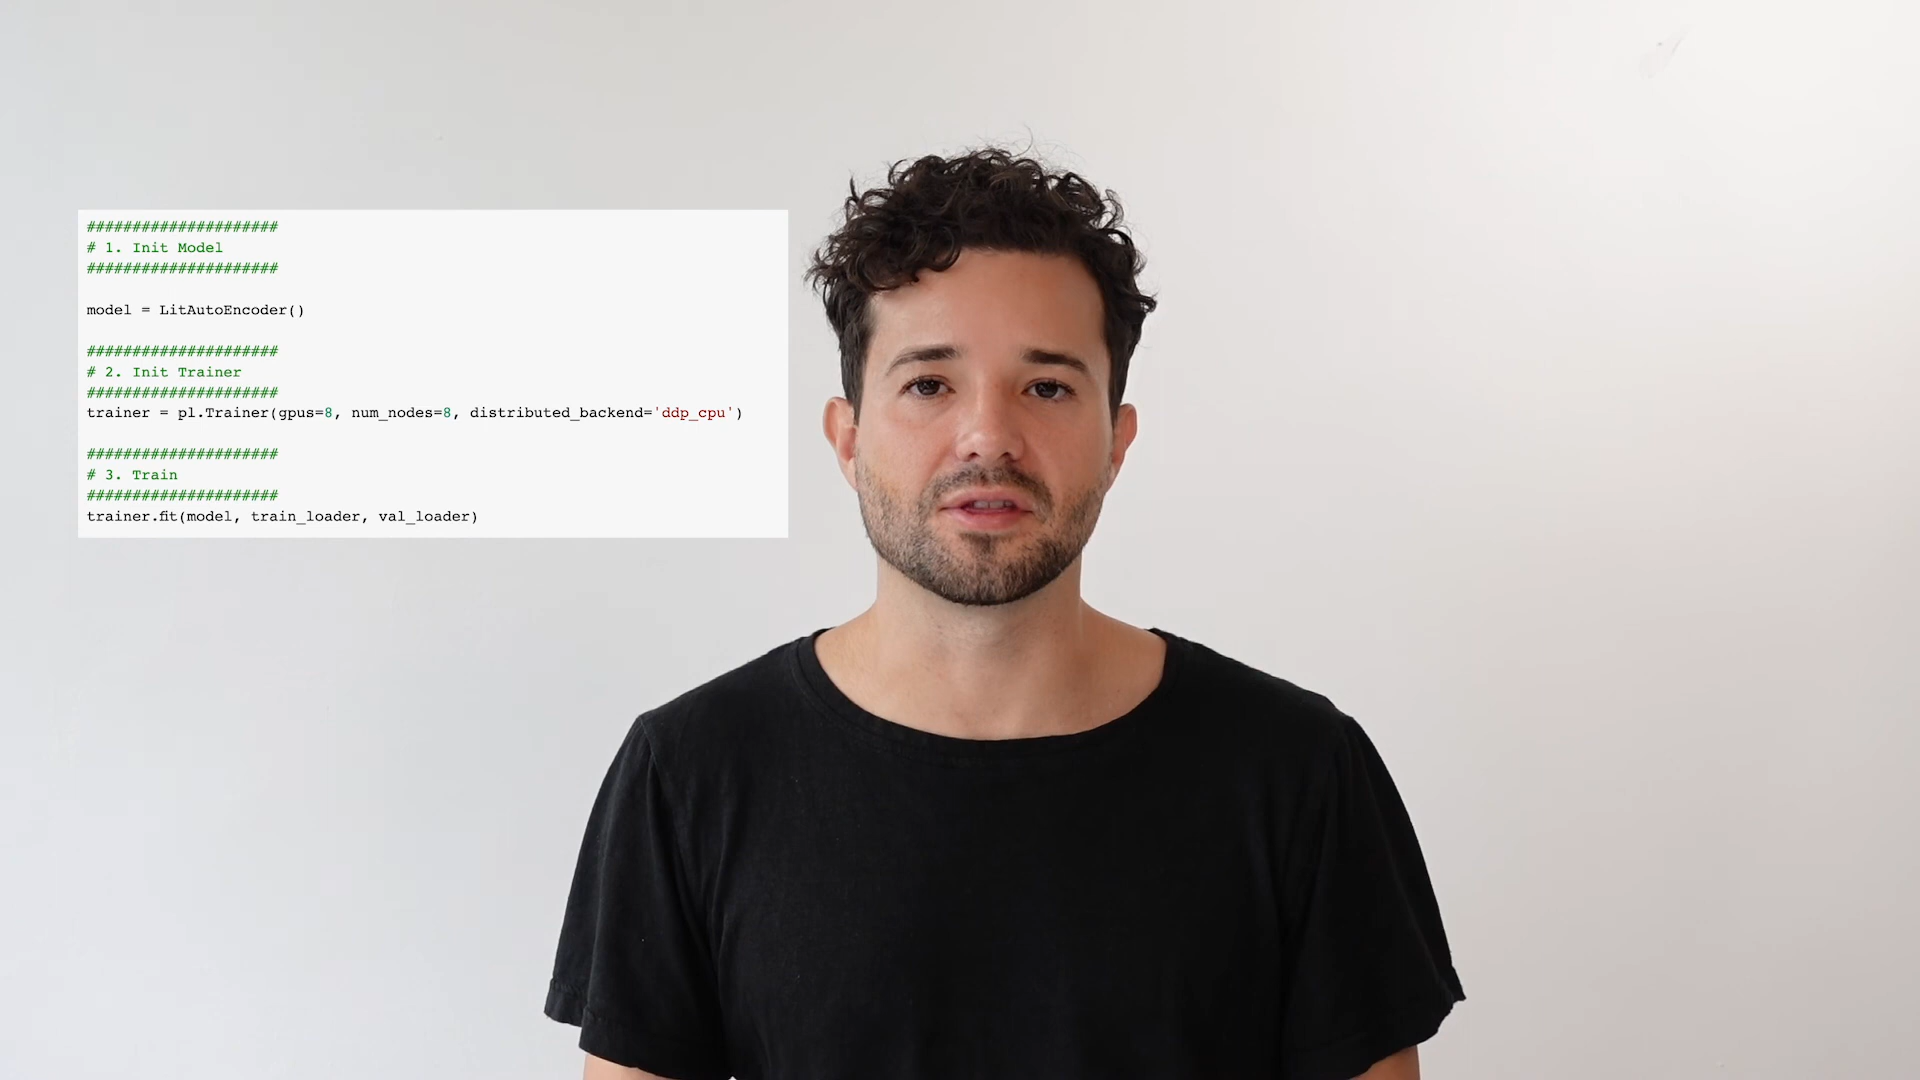 #####################
# 1. Init Model
#####################
model = LitAutoEncoder()
#####################
# 2. Init Trainer
#####################
trainer = pl.Trainer(gpus=8, num_nodes=8, distributed_backend='ddp_cpu')
#####################
# 3. Train
#####################
trainer.fit(model, train_loader, val_loader)